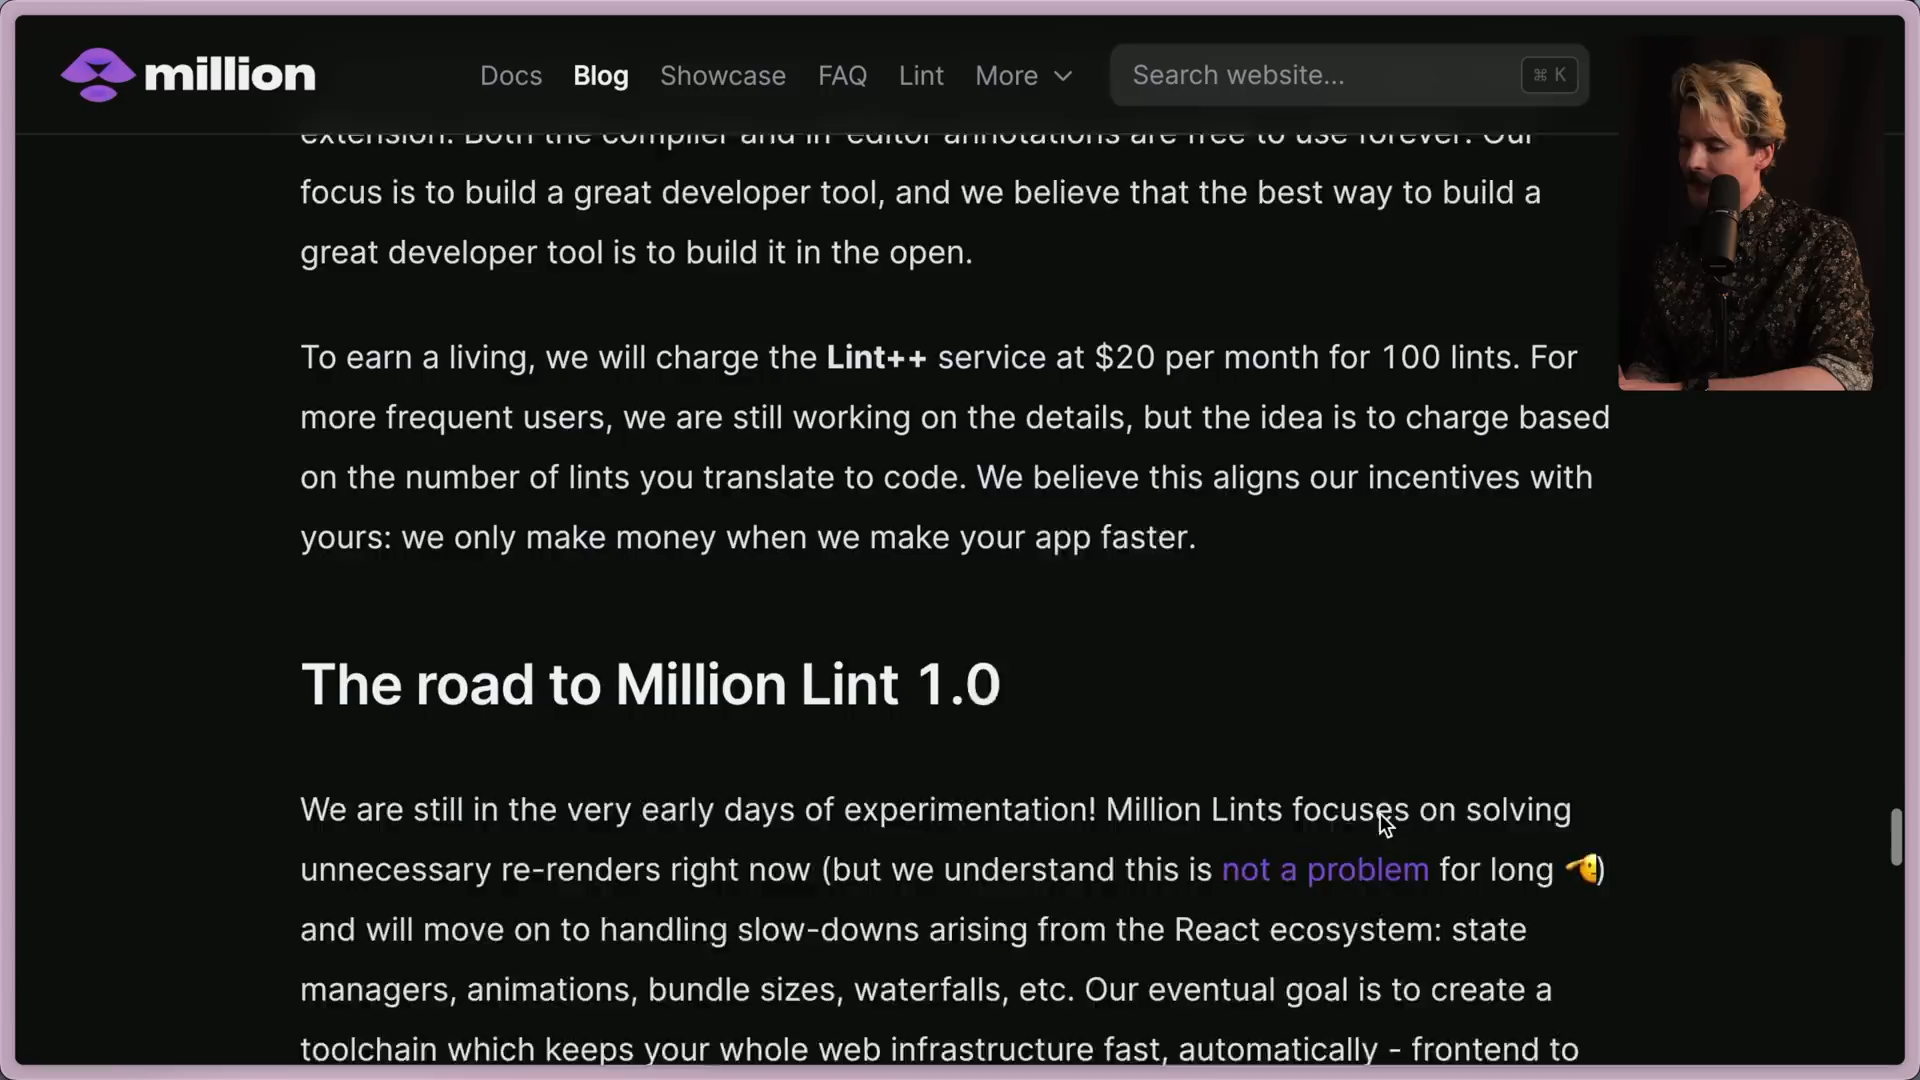 million
Docs Blog Showcase FAQ Lint More Search website... ⌘ K
extension. Both the compiler and in-editor annotations are free to use forever. Our
focus is to build a great developer tool, and we believe that the best way to build a
great developer tool is to build it in the open.
To earn a living, we will charge the Lint++ service at $20 per month for 100 lints. For
more frequent users, we are still working on the details, but the idea is to charge based
on the number of lints you translate to code. We believe this aligns our incentives with
yours: we only make money when we make your app faster.
The road to Million Lint 1.0
We are still in the very early days of experimentation! Million Lints focuses on solving
unnecessary re-renders right now (but we understand this is not a problem for long 🫡)
and will move on to handling slow-downs arising from the React ecosystem: state
managers, animations, bundle sizes, waterfalls, etc. Our eventual goal is to create a
toolchain which keeps your whole web infrastructure fast, automatically - frontend to